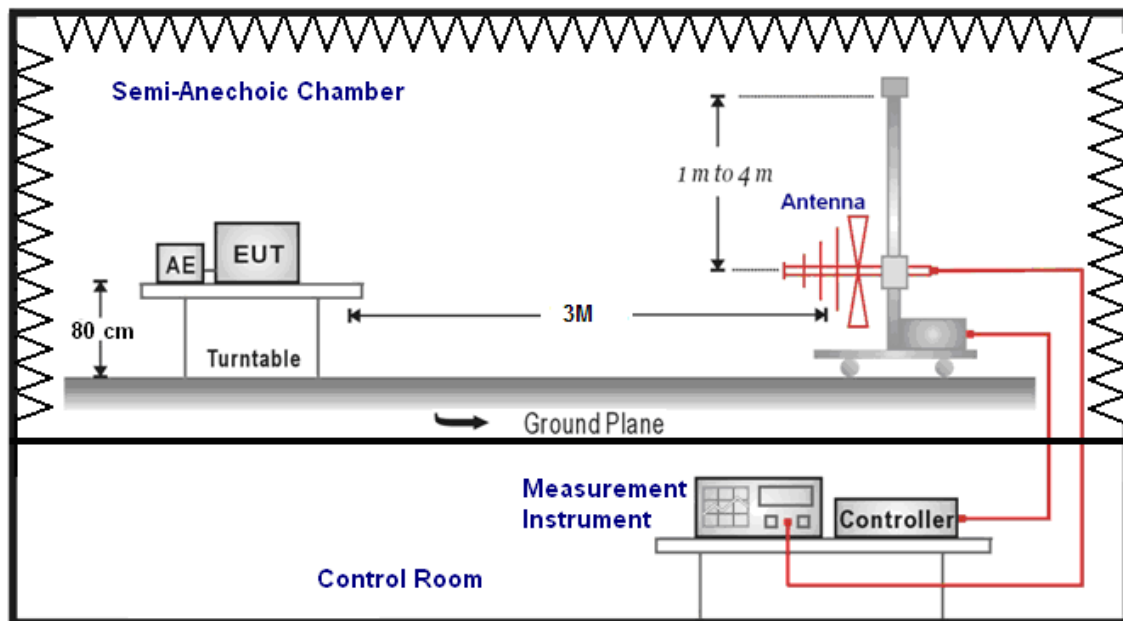 Semi-Anechoic Chamber
1 m to 4 m
Antenna
AE
EUT
80 cm
3M
Turntable
Ground Plane
Measurement
Instrument
Controller
Control Room